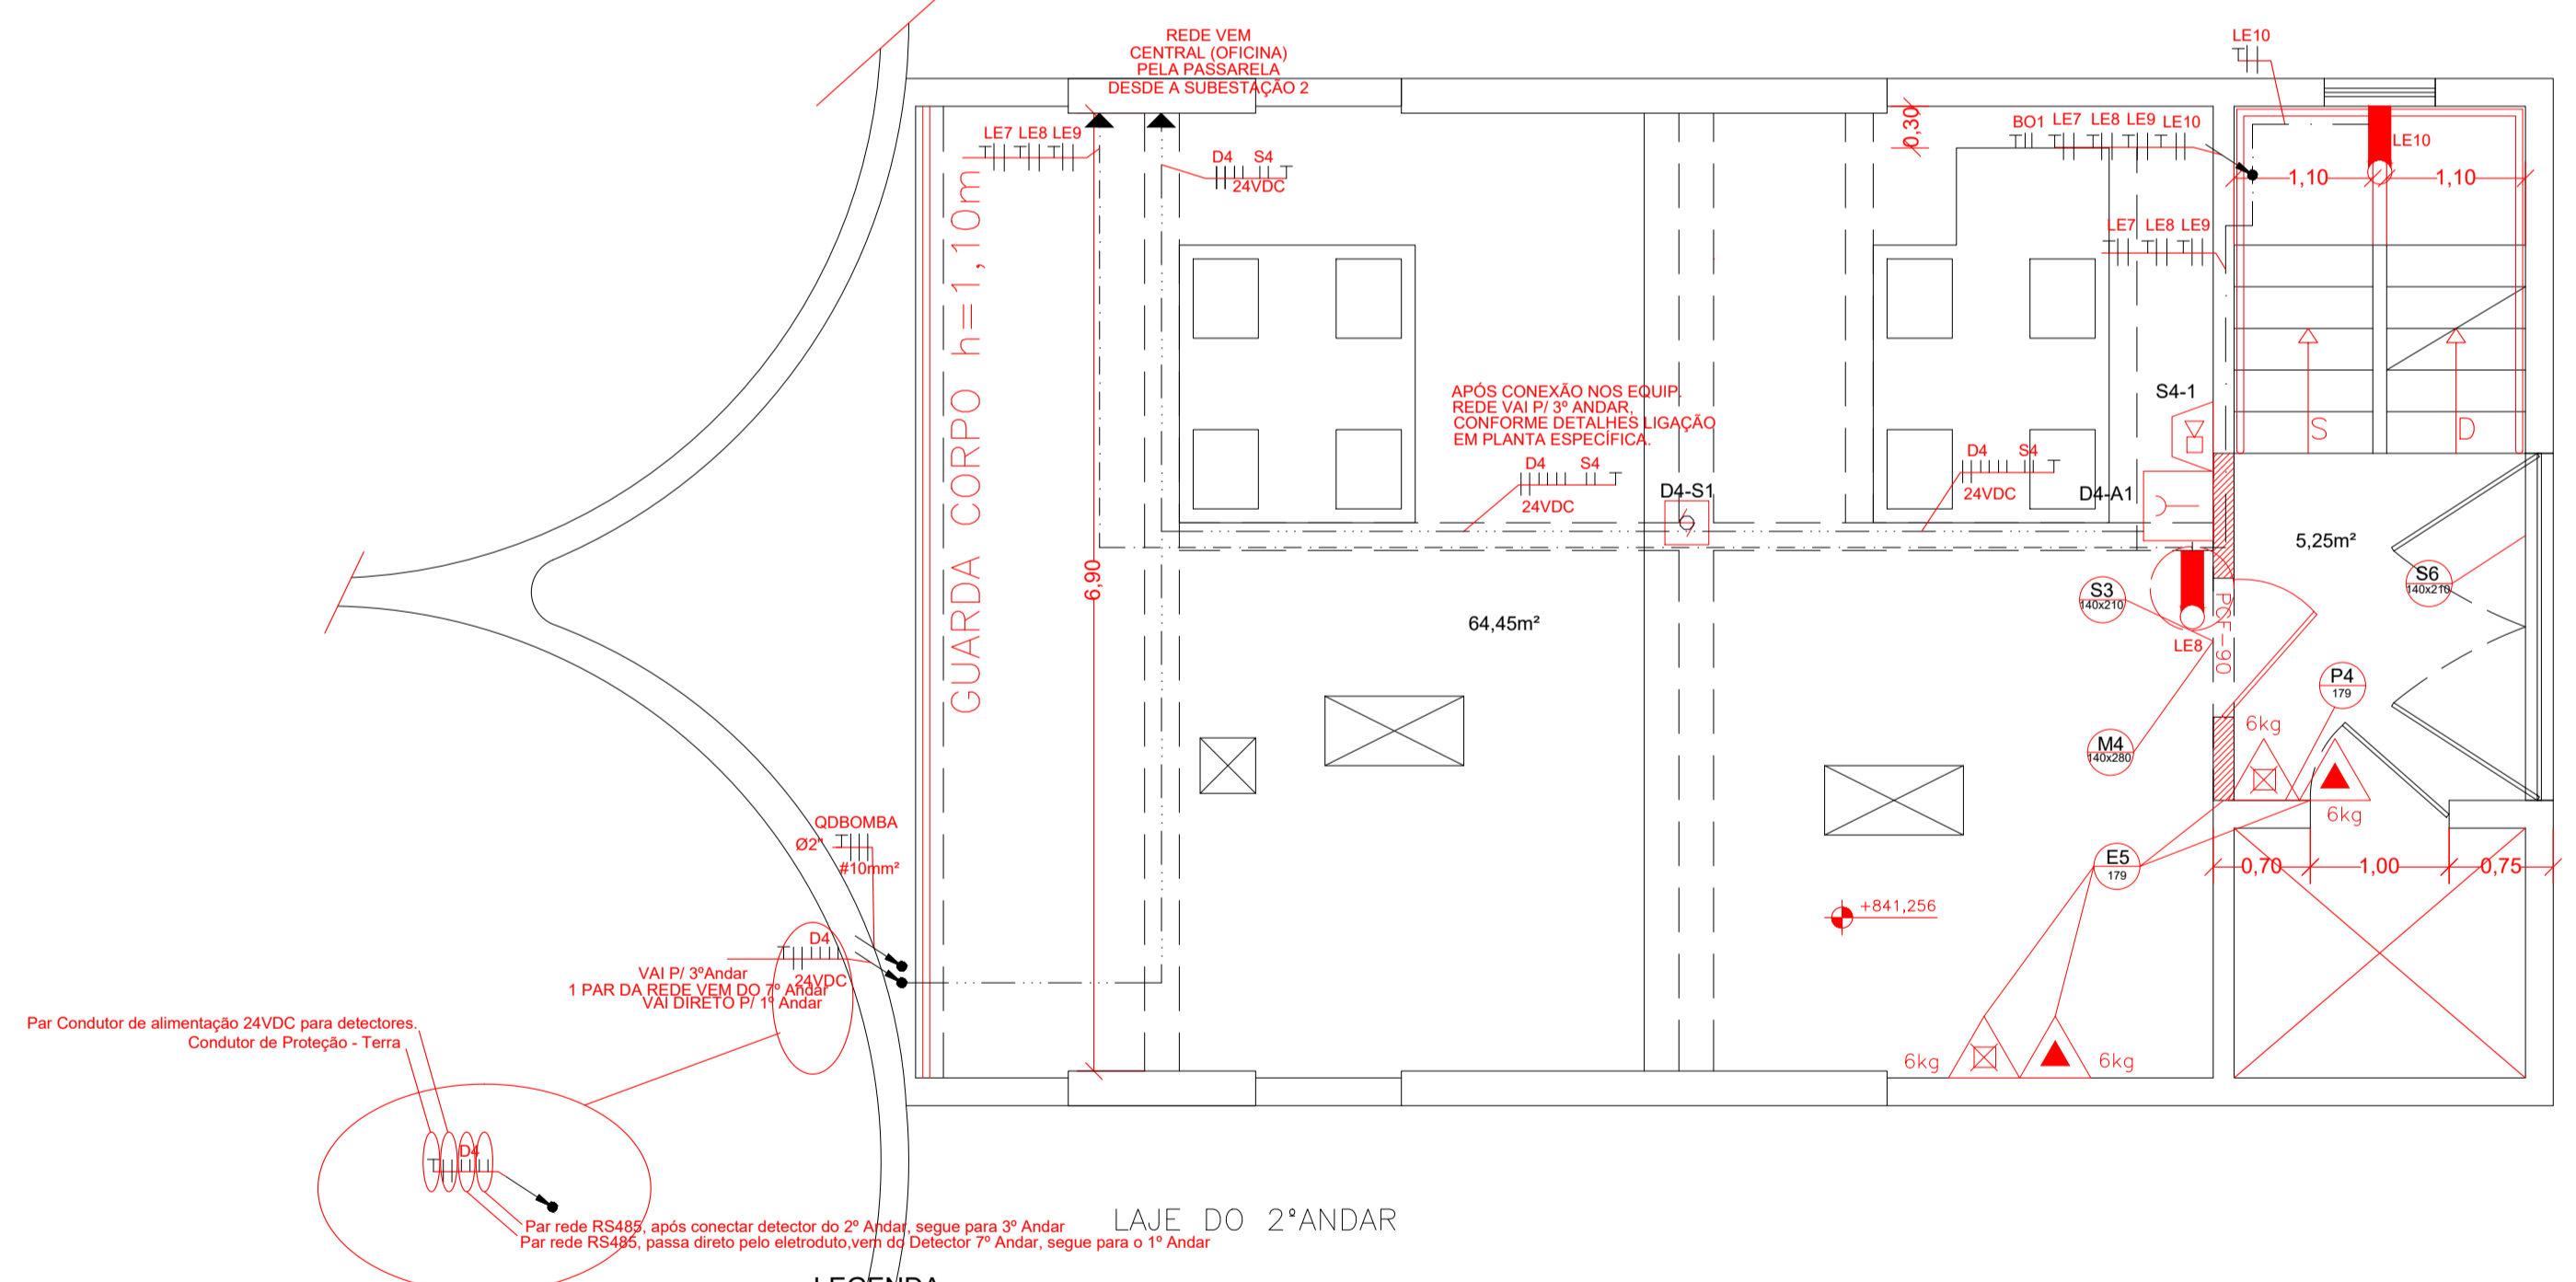 REDE VEM
CENTRAL (OFICINA)
PELA PASSARELA
DESDE A SUBESTAÇÃO 2
LE10
LE7 LE8 LE9
D4 S4
24VDC
0,30
BO1 LE7 LE8 LE9 LE10
LE10
1,10
1,10
LE7 LE8 LE9
GUARDA CORPO h=1,10m
6,90
APÓS CONEXÃO NOS EQUIP.
REDE VAI P/ 3º ANDAR,
CONFORME DETALHES LIGAÇÃO
EM PLANTA ESPECÍFICA.
D4 S4
24VDC
D4-S1
D4 S4
24VDC
S4-1
D4-A1
S
D
5,25m²
S3
140x210
S6
140x210
LE8
PCF-90
64,45m²
P4
179
6kg
6kg
M4
140x280
E5
179
0,70
1,00
0,75
+841,256
6kg
6kg
QDBOMBA
Ø2"
#10mm²
D4
24VDC
VAI P/ 3ºAndar
1 PAR DA REDE VEM DO 7º Andar
VAI DIRETO P/ 1º Andar
Par Condutor de alimentação 24VDC para detectores.
Condutor de Proteção - Terra
D4
Par rede RS485, após conectar detector do 2º Andar, segue para 3º Andar
Par rede RS485, passa direto pelo eletroduto,vem do Detector 7º Andar, segue para o 1º Andar
LAJE DO 2ºANDAR
LEGENDA